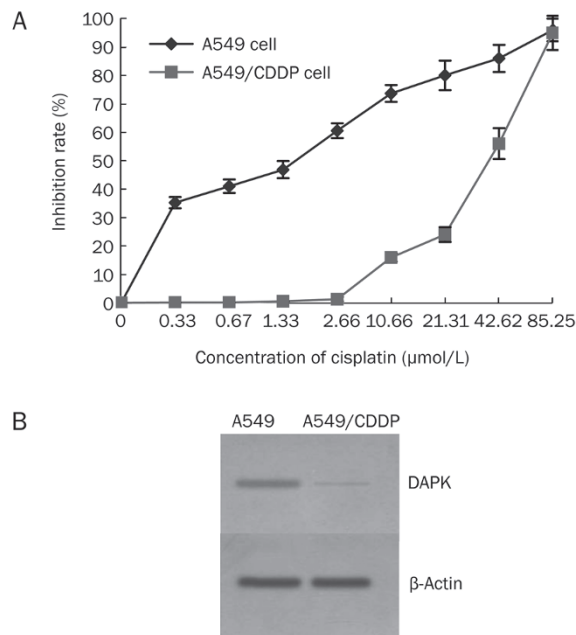 A
100
90
80
70
60
50
40
30
20
10
0
Inhibition rate (%)
A549 cell
A549/CDDP cell
0 0.33 0.67 1.33 2.66 10.66 21.31 42.62 85.25
Concentration of cisplatin (µmol/L)
B
A549 A549/CDDP
DAPK
β-Actin